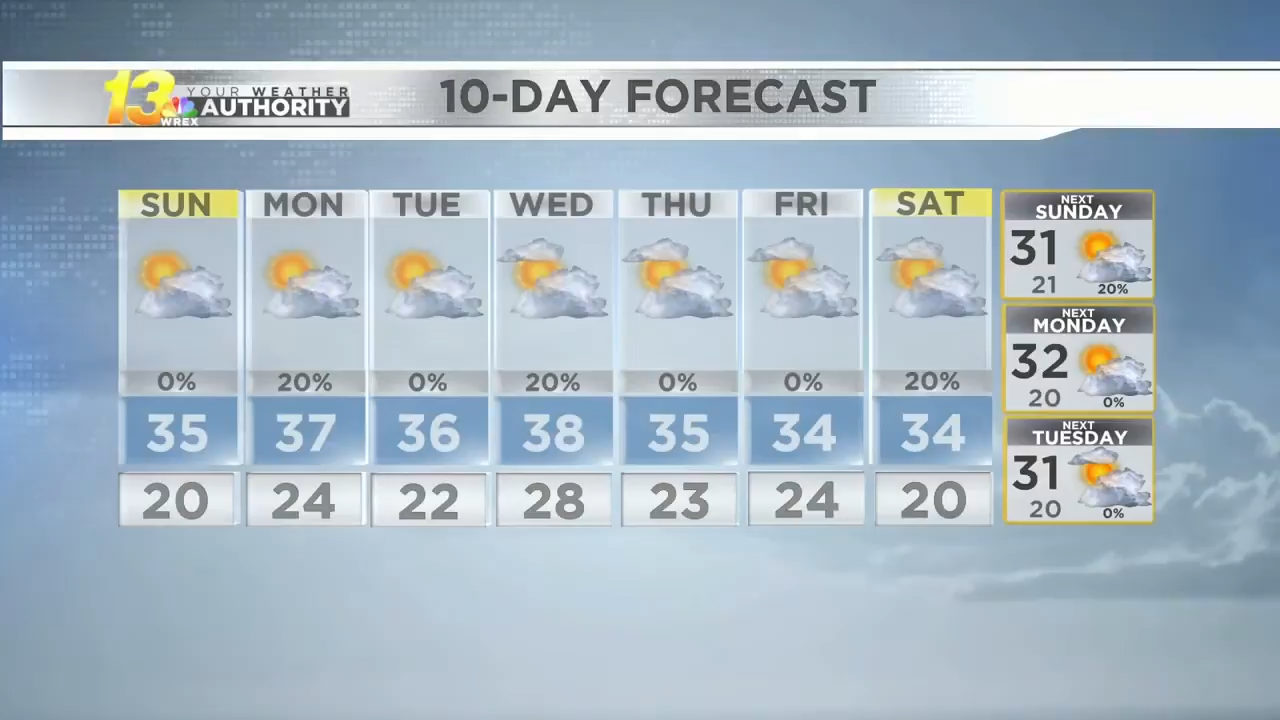 13 YOUR WEATHER AUTHORITY
WREX
10-DAY FORECAST
SUN MON TUE WED THU FRI SAT
0% 20% 0% 20% 0% 0% 20%
35 37 36 38 35 34 34
20 24 22 28 23 24 20
NEXT
SUNDAY
31
21 20%
NEXT
MONDAY
32
20 0%
NEXT
TUESDAY
31
20 0%